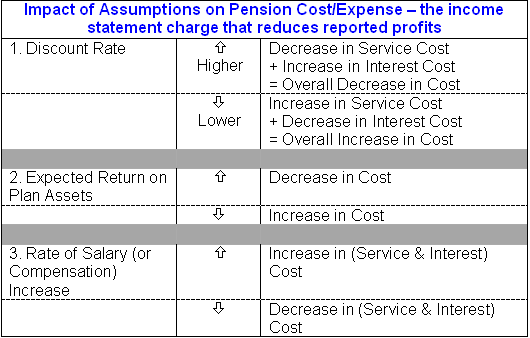 Impact of Assumptions on Pension Cost/Expense – the income
statement charge that reduces reported profits
1. Discount Rate
⇧
Higher
Decrease in Service Cost
+ Increase in Interest Cost
= Overall Decrease in Cost
⇩
Lower
Increase in Service Cost
+ Decrease in Interest Cost
= Overall Increase in Cost
2. Expected Return on
Plan Assets
⇧
Decrease in Cost
⇩
Increase in Cost
3. Rate of Salary (or
Compensation)
Increase
⇧
Increase in (Service & Interest)
Cost
⇩
Decrease in (Service & Interest)
Cost